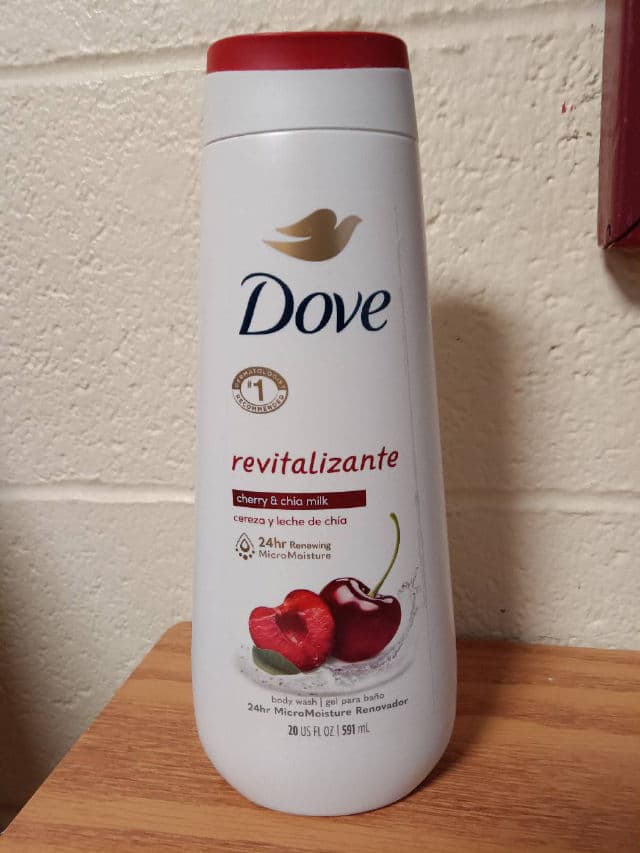 Dove
DERMATOLOGIST
#1
RECOMMENDED
revitalizante
cherry & chia milk
cereza y leche de chía
24hr Renewing
MicroMoisture
body wash | gel para baño
24hr MicroMoisture Renovador
20 US FL OZ | 591 mL